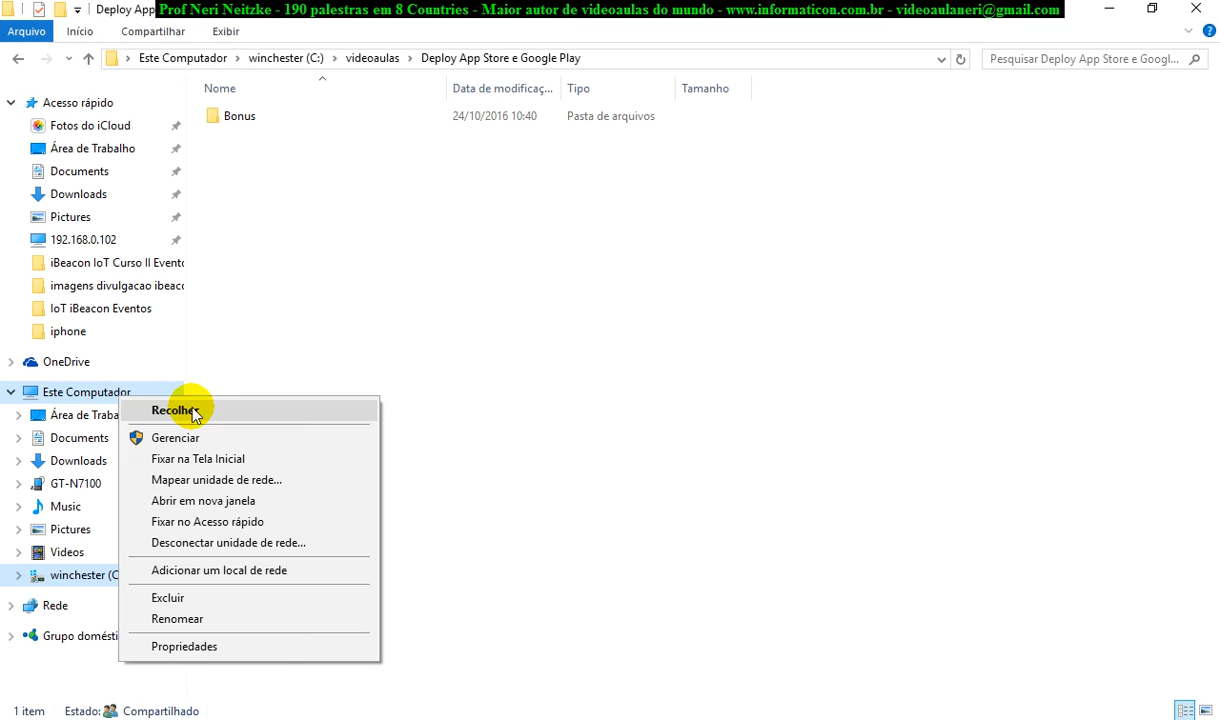 Deploy App
Prof Neri Neitzke - 190 palestras em 8 Countries - Maior autor de videoaulas do mundo - www.informaticon.com.br - videoaulaneri@gmail.com
Arquivo Início Compartilhar Exibir
Este Computador > winchester (C:) > videoaulas > Deploy App Store e Google Play
Pesquisar Deploy App Store e Googl...
Nome Data de modificaç... Tipo Tamanho
Bonus 24/10/2016 10:40 Pasta de arquivos
Acesso rápido
Fotos do iCloud
Área de Trabalho
Documents
Downloads
Pictures
192.168.0.102
iBeacon IoT Curso II Evento
imagens divulgacao ibeaco
IoT iBeacon Eventos
iphone
OneDrive
Este Computador
Área de Traba
Documents
Downloads
GT-N7100
Music
Pictures
Videos
winchester (C
Rede
Grupo domésti
Recolher
Gerenciar
Fixar na Tela Inicial
Mapear unidade de rede...
Abrir em nova janela
Fixar no Acesso rápido
Desconectar unidade de rede...
Adicionar um local de rede
Excluir
Renomear
Propriedades
1 item Estado: Compartilhado